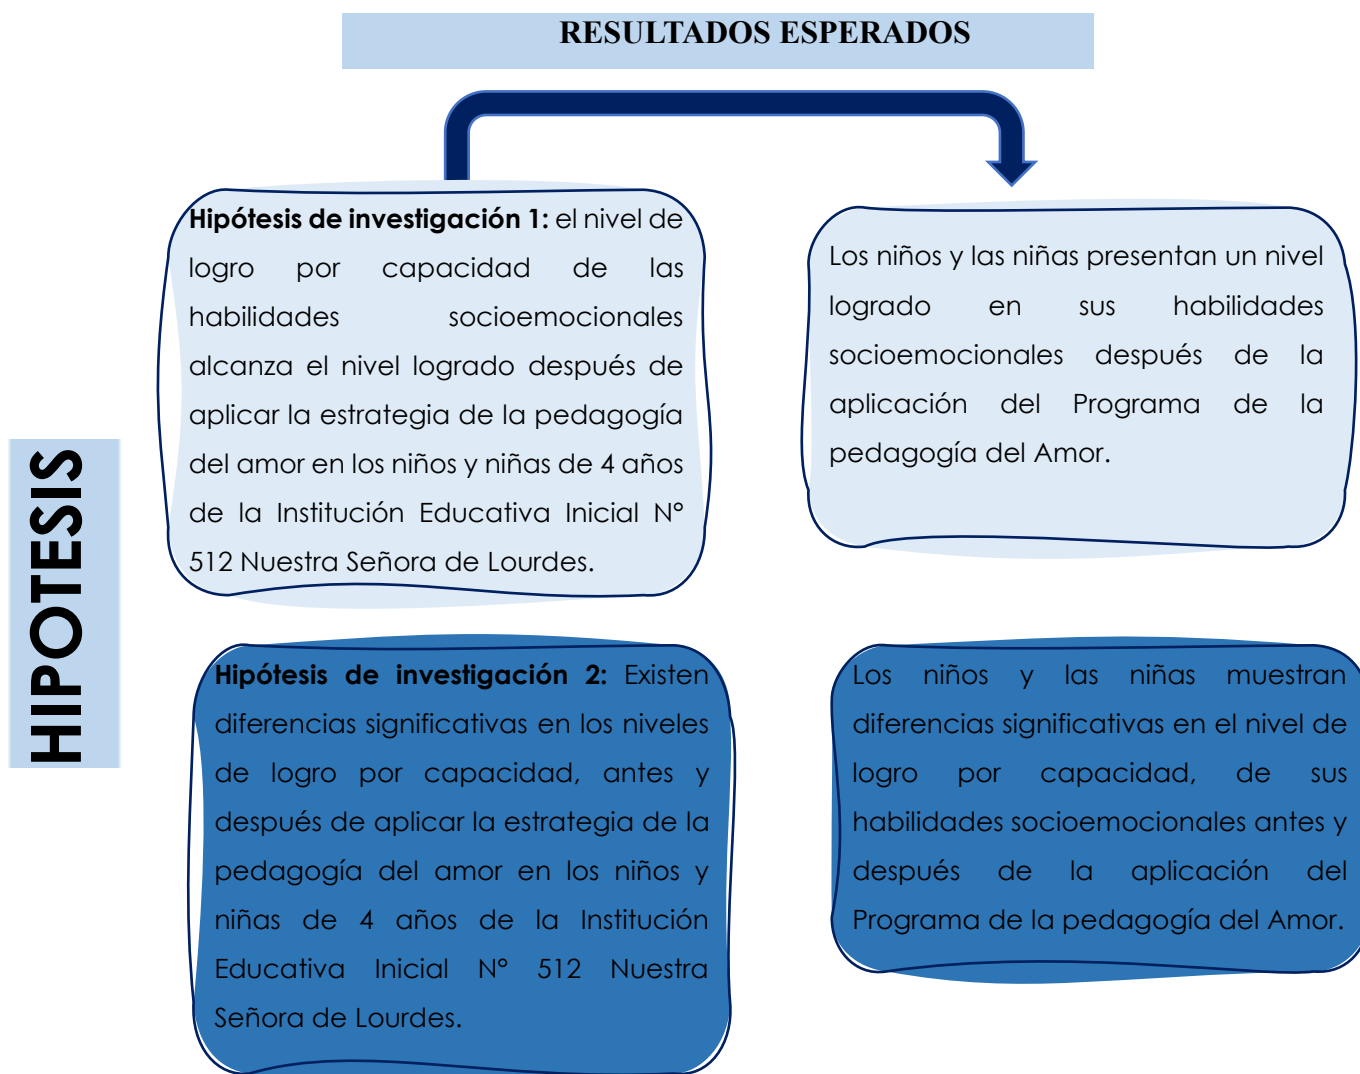 RESULTADOS ESPERADOS
HIPOTESIS
Hipótesis de investigación 1: el nivel de
logro por capacidad de las
habilidades socioemocionales
alcanza el nivel logrado después de
aplicar la estrategia de la pedagogía
del amor en los niños y niñas de 4 años
de la Institución Educativa Inicial N°
512 Nuestra Señora de Lourdes.
Los niños y las niñas presentan un nivel
logrado en sus habilidades
socioemocionales después de la
aplicación del Programa de la
pedagogía del Amor.
Hipótesis de investigación 2: Existen
diferencias significativas en los niveles
de logro por capacidad, antes y
después de aplicar la estrategia de la
pedagogía del amor en los niños y
niñas de 4 años de la Institución
Educativa Inicial N° 512 Nuestra
Señora de Lourdes.
Los niños y las niñas muestran
diferencias significativas en el nivel de
logro por capacidad, de sus
habilidades socioemocionales antes y
después de la aplicación del
Programa de la pedagogía del Amor.